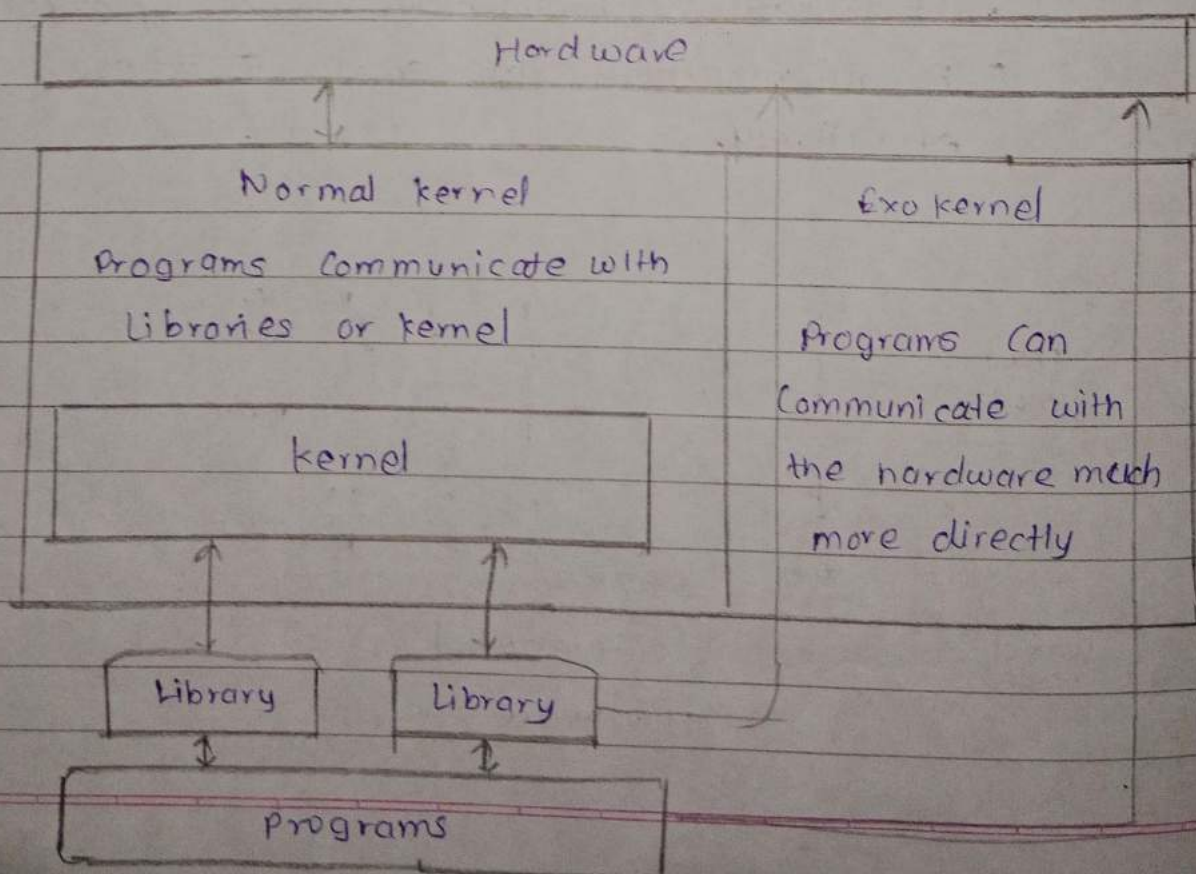 Hardware
Normal kernel
Programs Communicate with
Libraries or kernel
kernel
Exo kernel
Programs Can
Communicate with
the hardware much
more directly
Library
Library
Programs